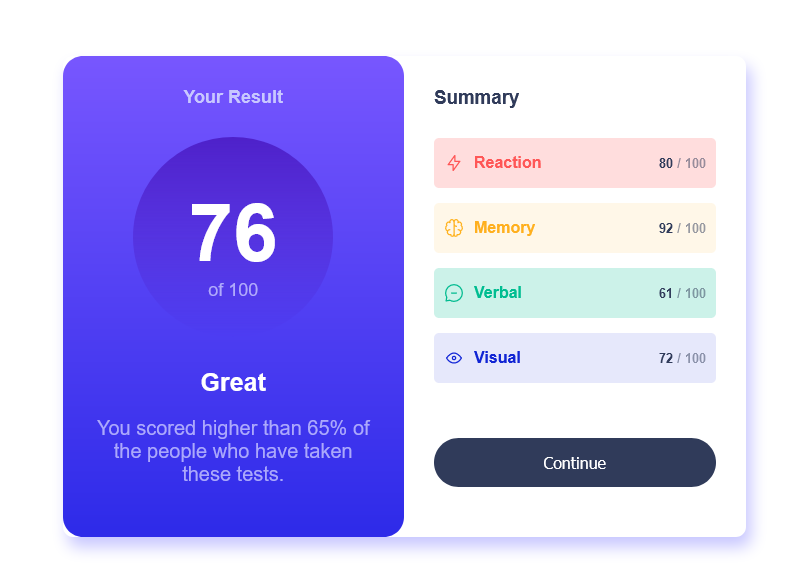 Your Result
76
of 100
Great
You scored higher than 65% of
the people who have taken
these tests.
Summary
Reaction 80 / 100
Memory 92 / 100
Verbal 61 / 100
Visual 72 / 100
Continue